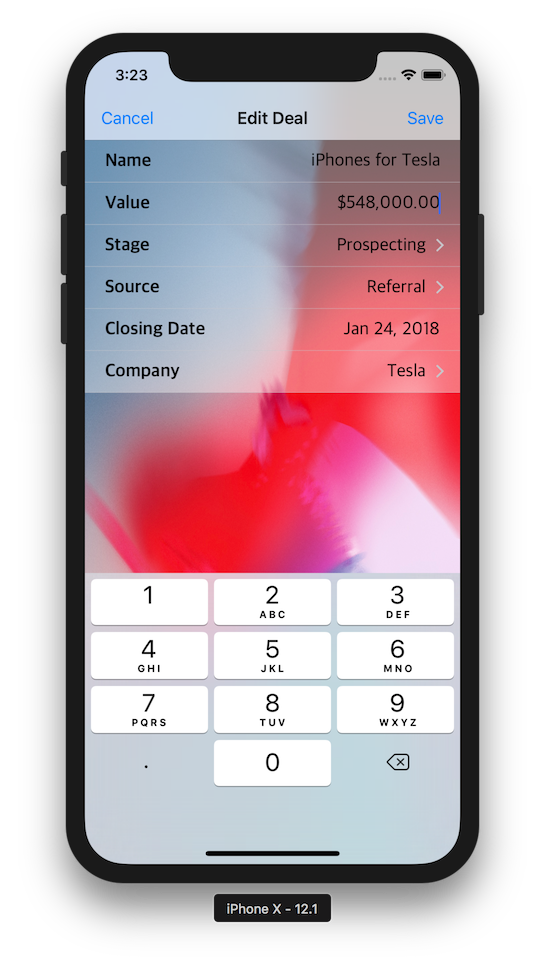 3:23
Cancel Edit Deal Save
Name iPhones for Tesla
Value $548,000.00
Stage Prospecting
Source Referral
Closing Date Jan 24, 2018
Company Tesla
1 2 3
ABC DEF
4 5 6
GHI JKL MNO
7 8 9
PQRS TUV WXYZ
. 0
iPhone X - 12.1